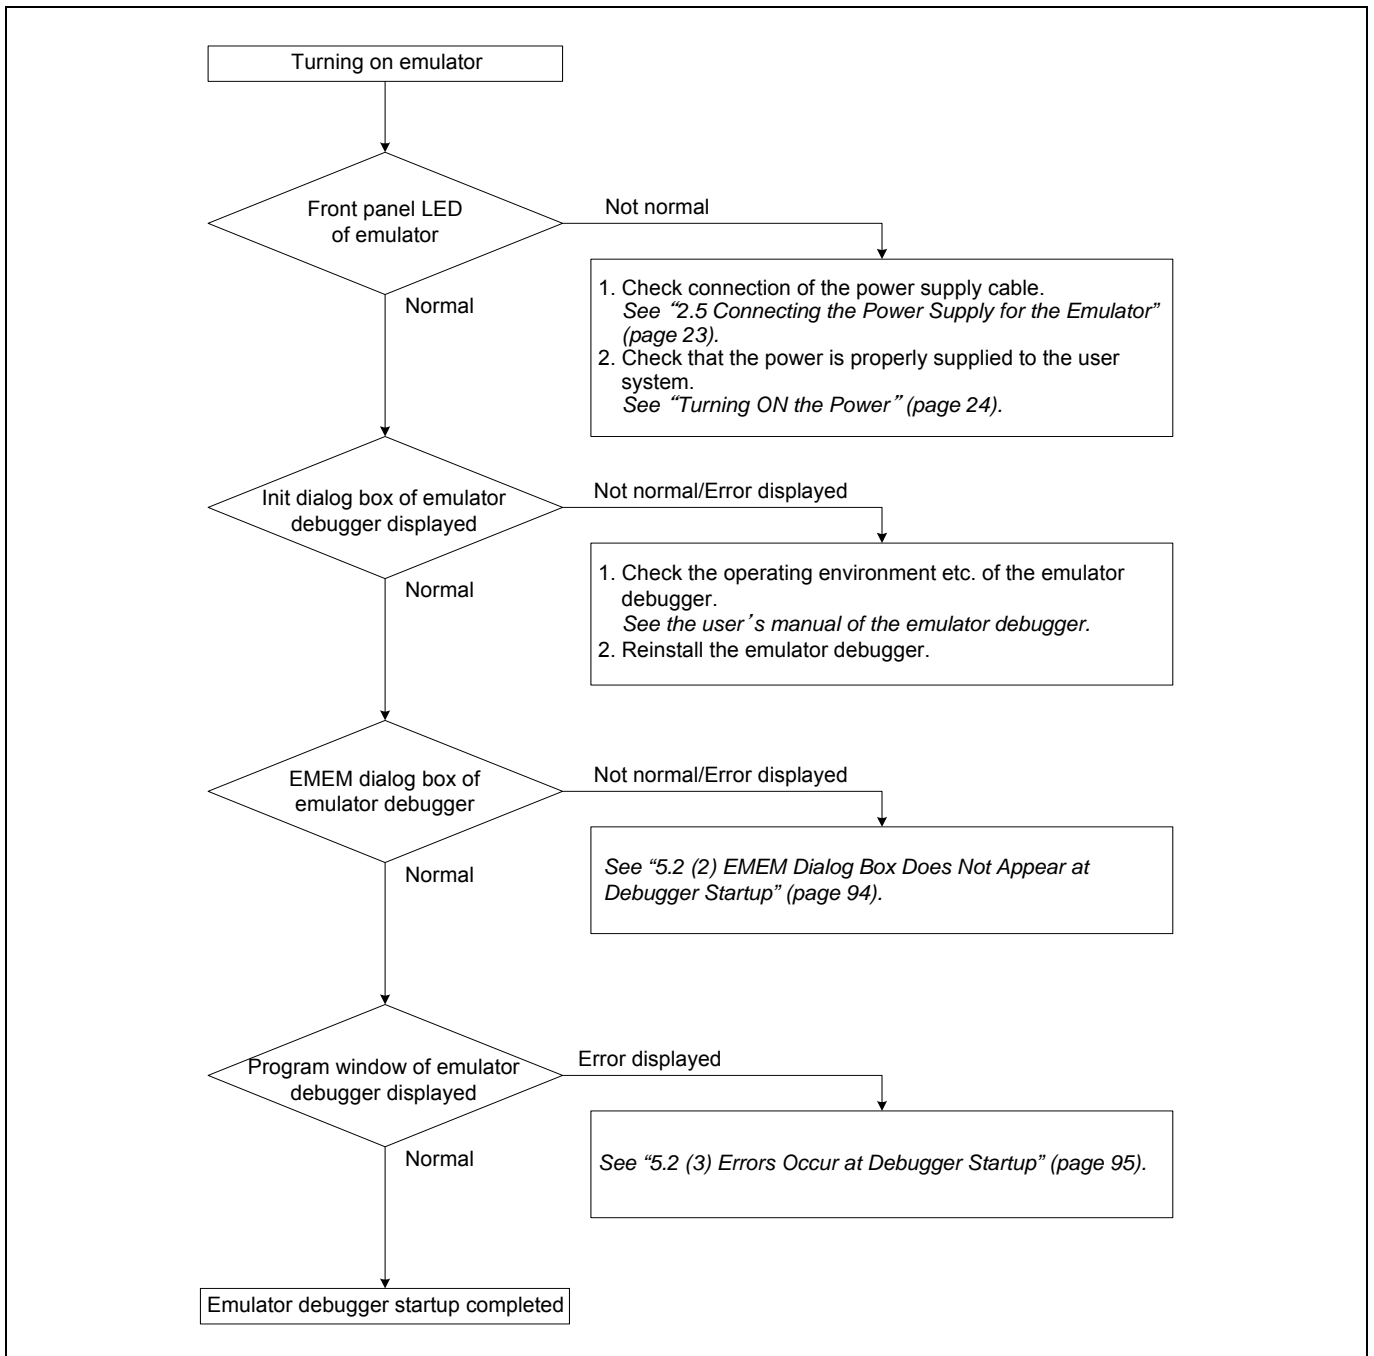 Turning on emulator
Front panel LED
of emulator
Not normal
Normal
1. Check connection of the power supply cable.
See “2.5 Connecting the Power Supply for the Emulator”
(page 23).
2. Check that the power is properly supplied to the user
system.
See “Turning ON the Power” (page 24).
Init dialog box of emulator
debugger displayed
Not normal/Error displayed
Normal
1. Check the operating environment etc. of the emulator
debugger.
See the user’s manual of the emulator debugger.
2. Reinstall the emulator debugger.
EMEM dialog box of
emulator debugger
Not normal/Error displayed
Normal
See “5.2 (2) EMEM Dialog Box Does Not Appear at
Debugger Startup” (page 94).
Program window of emulator
debugger displayed
Error displayed
Normal
See “5.2 (3) Errors Occur at Debugger Startup” (page 95).
Emulator debugger startup completed